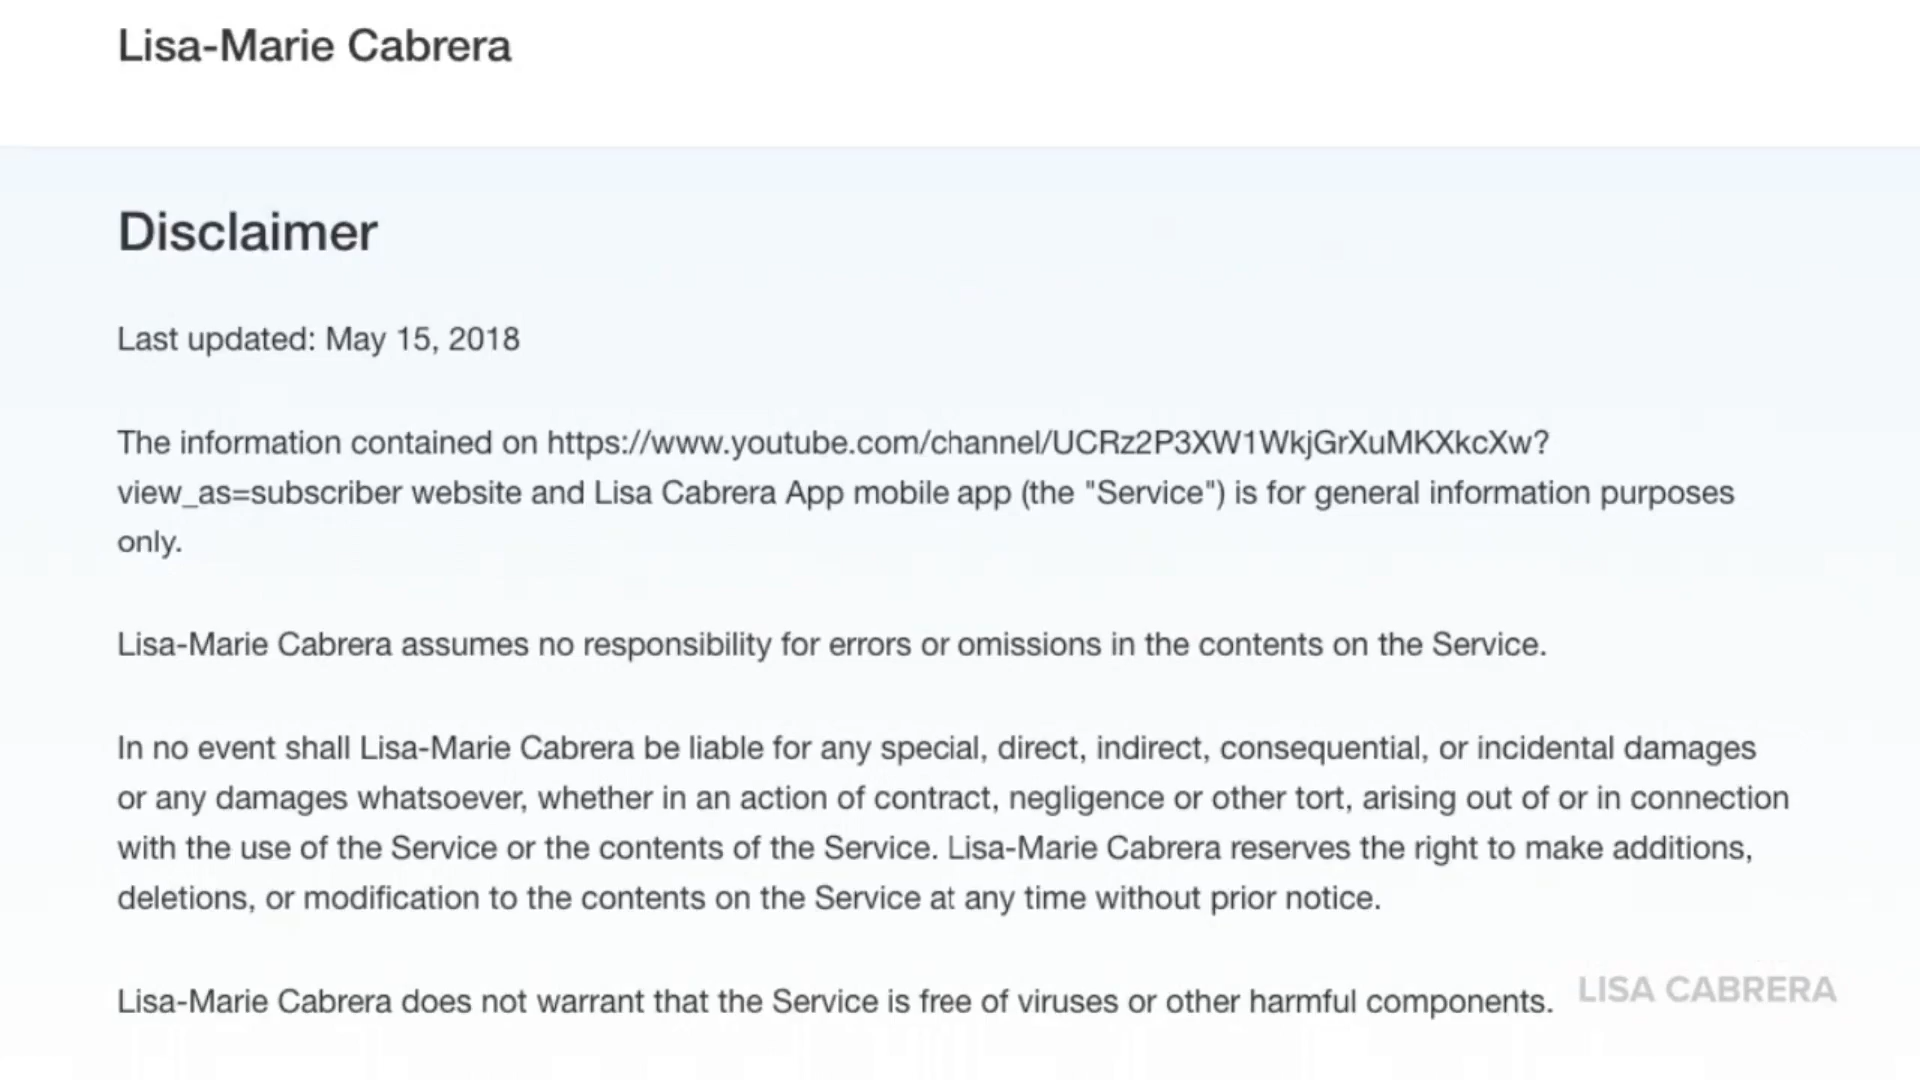 Lisa-Marie Cabrera
Disclaimer
Last updated: May 15, 2018
The information contained on https://www.youtube.com/channel/UCRz2P3XW1WkjGrXuMKXkcXw?
view_as=subscriber website and Lisa Cabrera App mobile app (the "Service") is for general information purposes
only.
Lisa-Marie Cabrera assumes no responsibility for errors or omissions in the contents on the Service.
In no event shall Lisa-Marie Cabrera be liable for any special, direct, indirect, consequential, or incidental damages
or any damages whatsoever, whether in an action of contract, negligence or other tort, arising out of or in connection
with the use of the Service or the contents of the Service. Lisa-Marie Cabrera reserves the right to make additions,
deletions, or modification to the contents on the Service at any time without prior notice.
Lisa-Marie Cabrera does not warrant that the Service is free of viruses or other harmful components.
LISA CABRERA